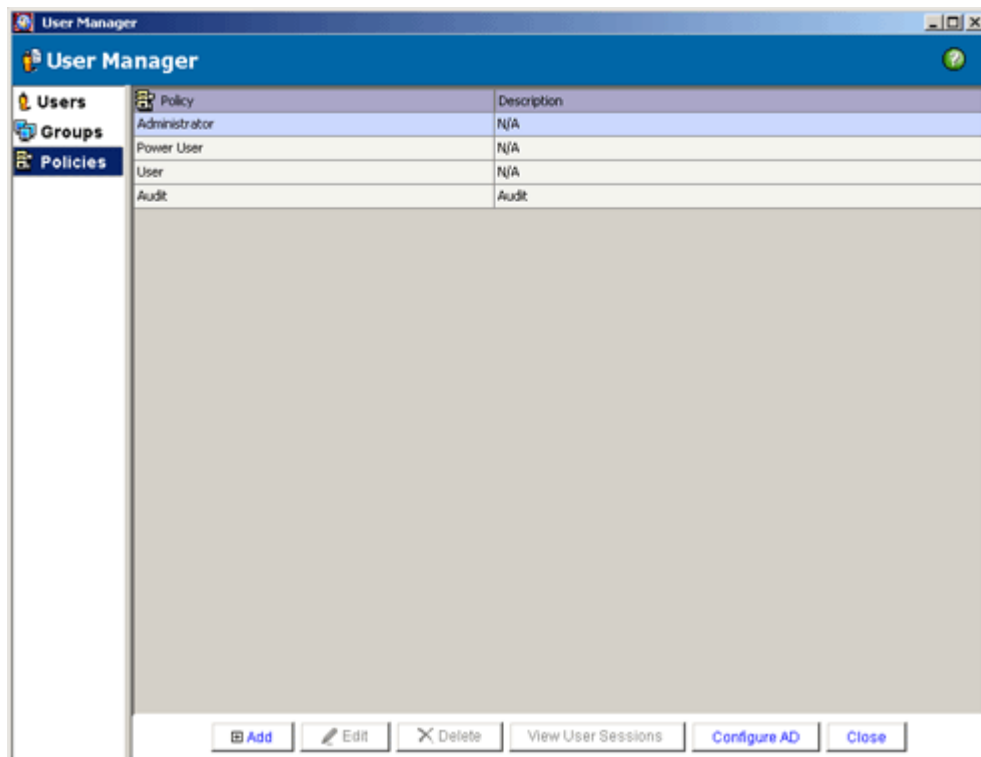 User Manager
User Manager
Users
Groups
Policies
Policy Description
Administrator N/A
Power User N/A
User N/A
Audit Audit
Add Edit Delete View User Sessions Configure AD Close